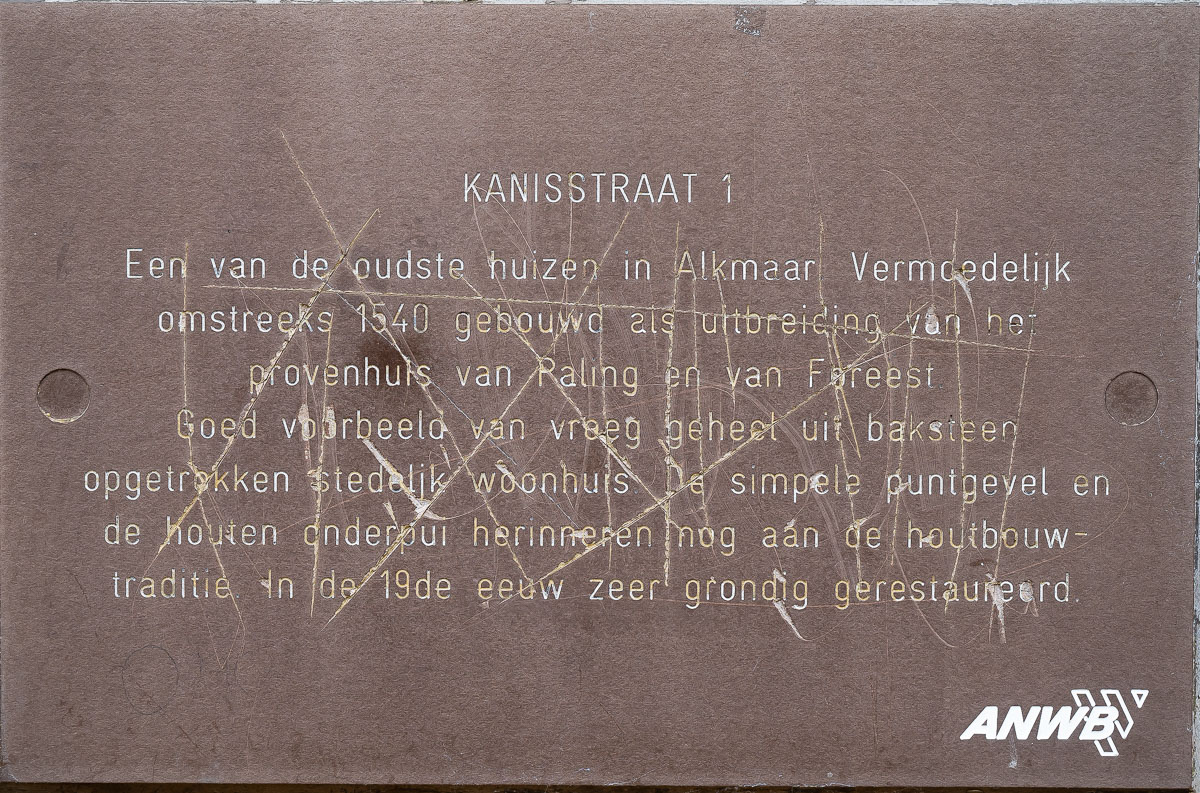 KANISSTRAAT 1
Een van de oudste huizen in Alkmaar Vermoedelijk
omstreeks 1540 gebouwd als uitbreiding van het
provenhuis van Paling en van Foreest.
Goed voorbeeld van vreeg geheel uit baksteen
opgetrokken stedelijk woonhuis. De simpele puntgevel en
de houten onderpui herinneren nog aan de houtbouw-
traditie. In de 19de eeuw zeer grondig gerestaureerd.
ANWB